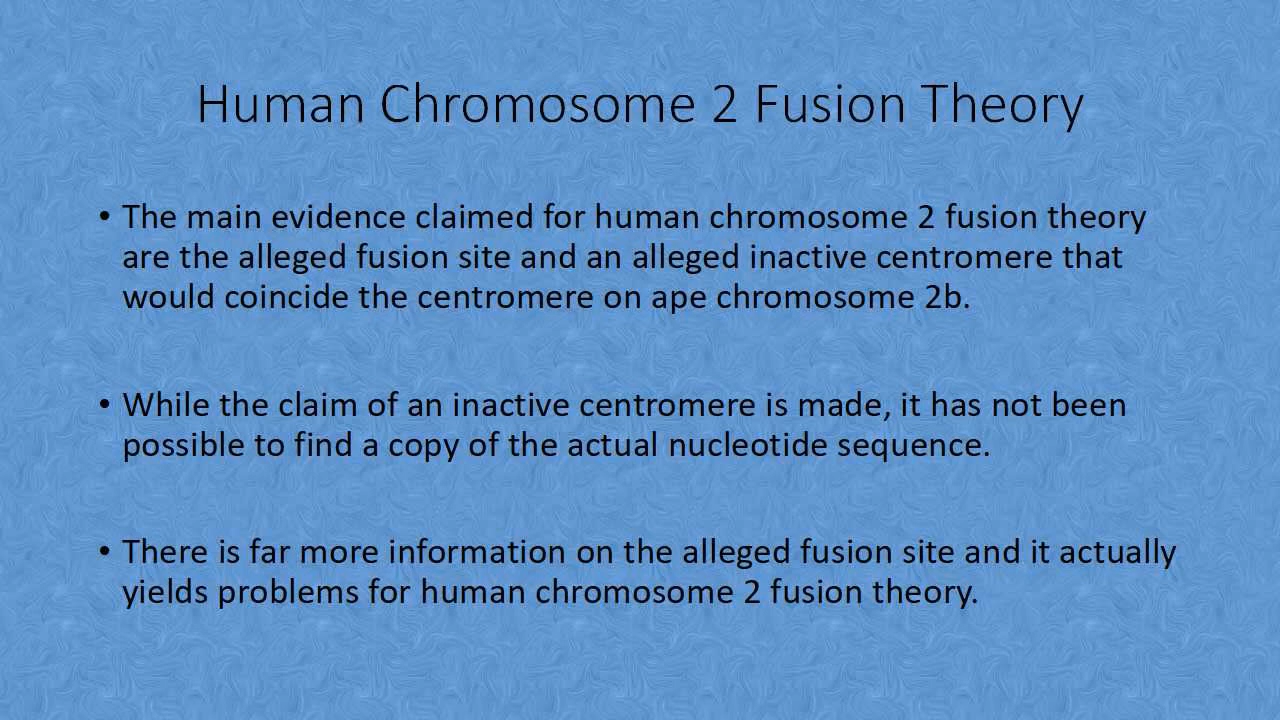 Human Chromosome 2 Fusion Theory
• The main evidence claimed for human chromosome 2 fusion theory
are the alleged fusion site and an alleged inactive centromere that
would coincide the centromere on ape chromosome 2b.
• While the claim of an inactive centromere is made, it has not been
possible to find a copy of the actual nucleotide sequence.
• There is far more information on the alleged fusion site and it actually
yields problems for human chromosome 2 fusion theory.